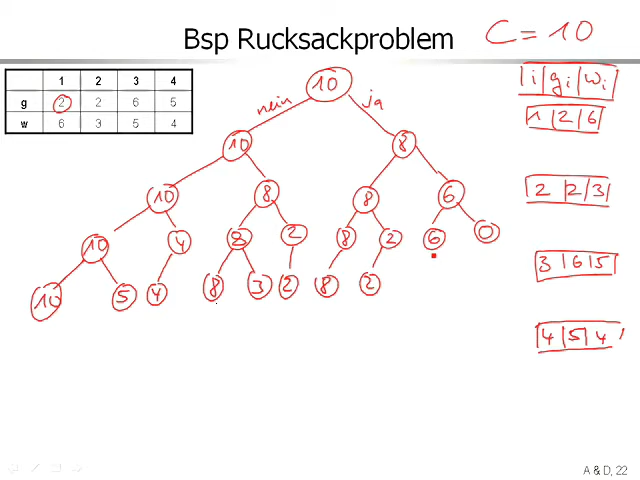 Bsp Rucksackproblem
C = 10
1 2 3 4
g 2 2 6 5
w 6 3 5 4
nein
ja
10
10 8
10 8 8 6
10 4 8 2 8 2 6 0
10 5 4 8 3 2 8 2
|i|gi|wi|
1|2|6|
2 |2|3|
3|6|5|
|4|5|4
A & D, 22